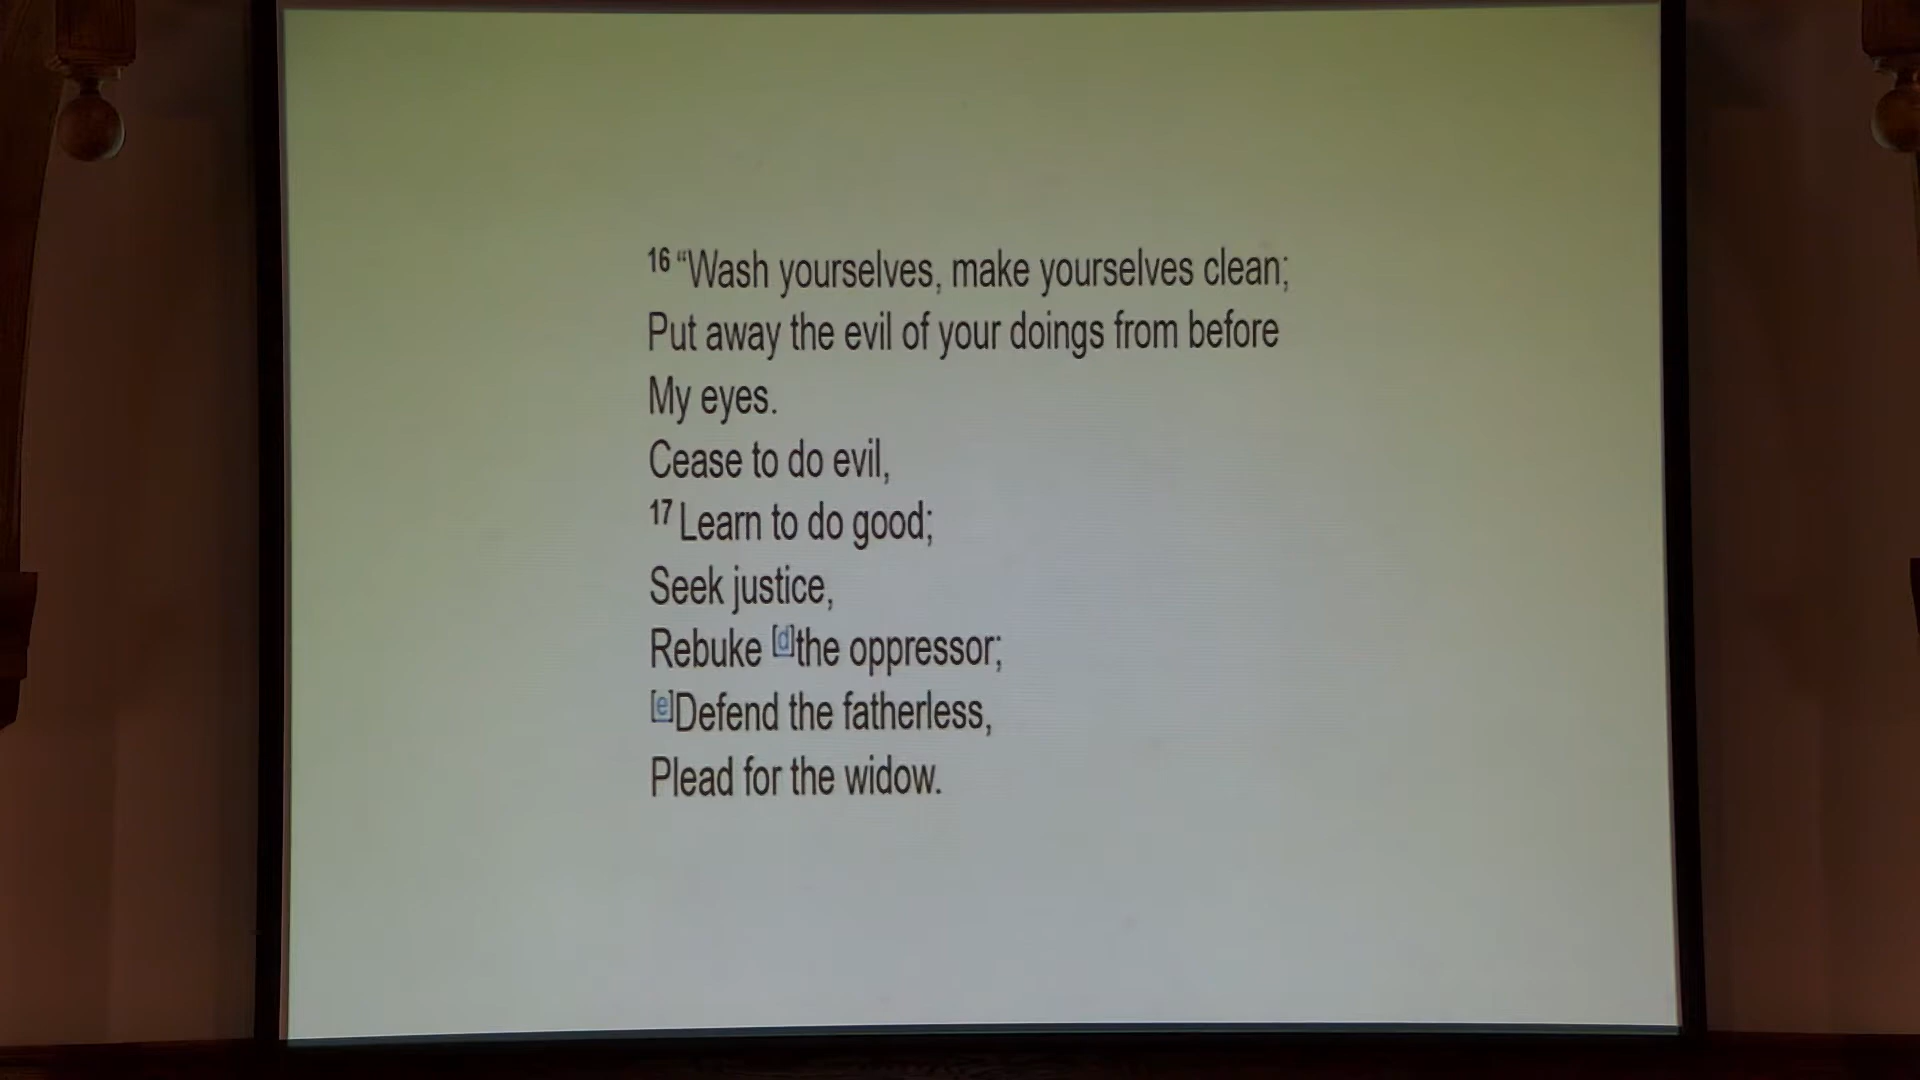 16 “Wash yourselves, make yourselves clean;
Put away the evil of your doings from before
My eyes.
Cease to do evil,
17 Learn to do good;
Seek justice,
Rebuke [d]the oppressor;
[e]Defend the fatherless,
Plead for the widow.